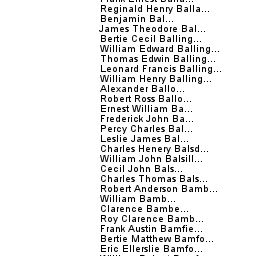 Reginald Henry Balla...
Benjamin Bal...
James Theodore Bal...
Bertie Cecil Balling...
William Edward Balling...
Thomas Edwin Balling...
Leonard Francis Balling...
William Henry Balling...
Alexander Ballo...
Robert Ross Ballo...
Ernest William Ba...
Frederick John Ba...
Percy Charles Bal...
Leslie James Bal...
Charles Henery Balsd...
William John Balsill...
Cecil John Bals...
Charles Thomas Bals...
Robert Anderson Bamb...
William Bamb...
Clarence Bambe...
Roy Clarence Bamb...
Frank Austin Bamfie...
Bertie Matthew Bamfo...
Eric Ellerslie Bamfo...